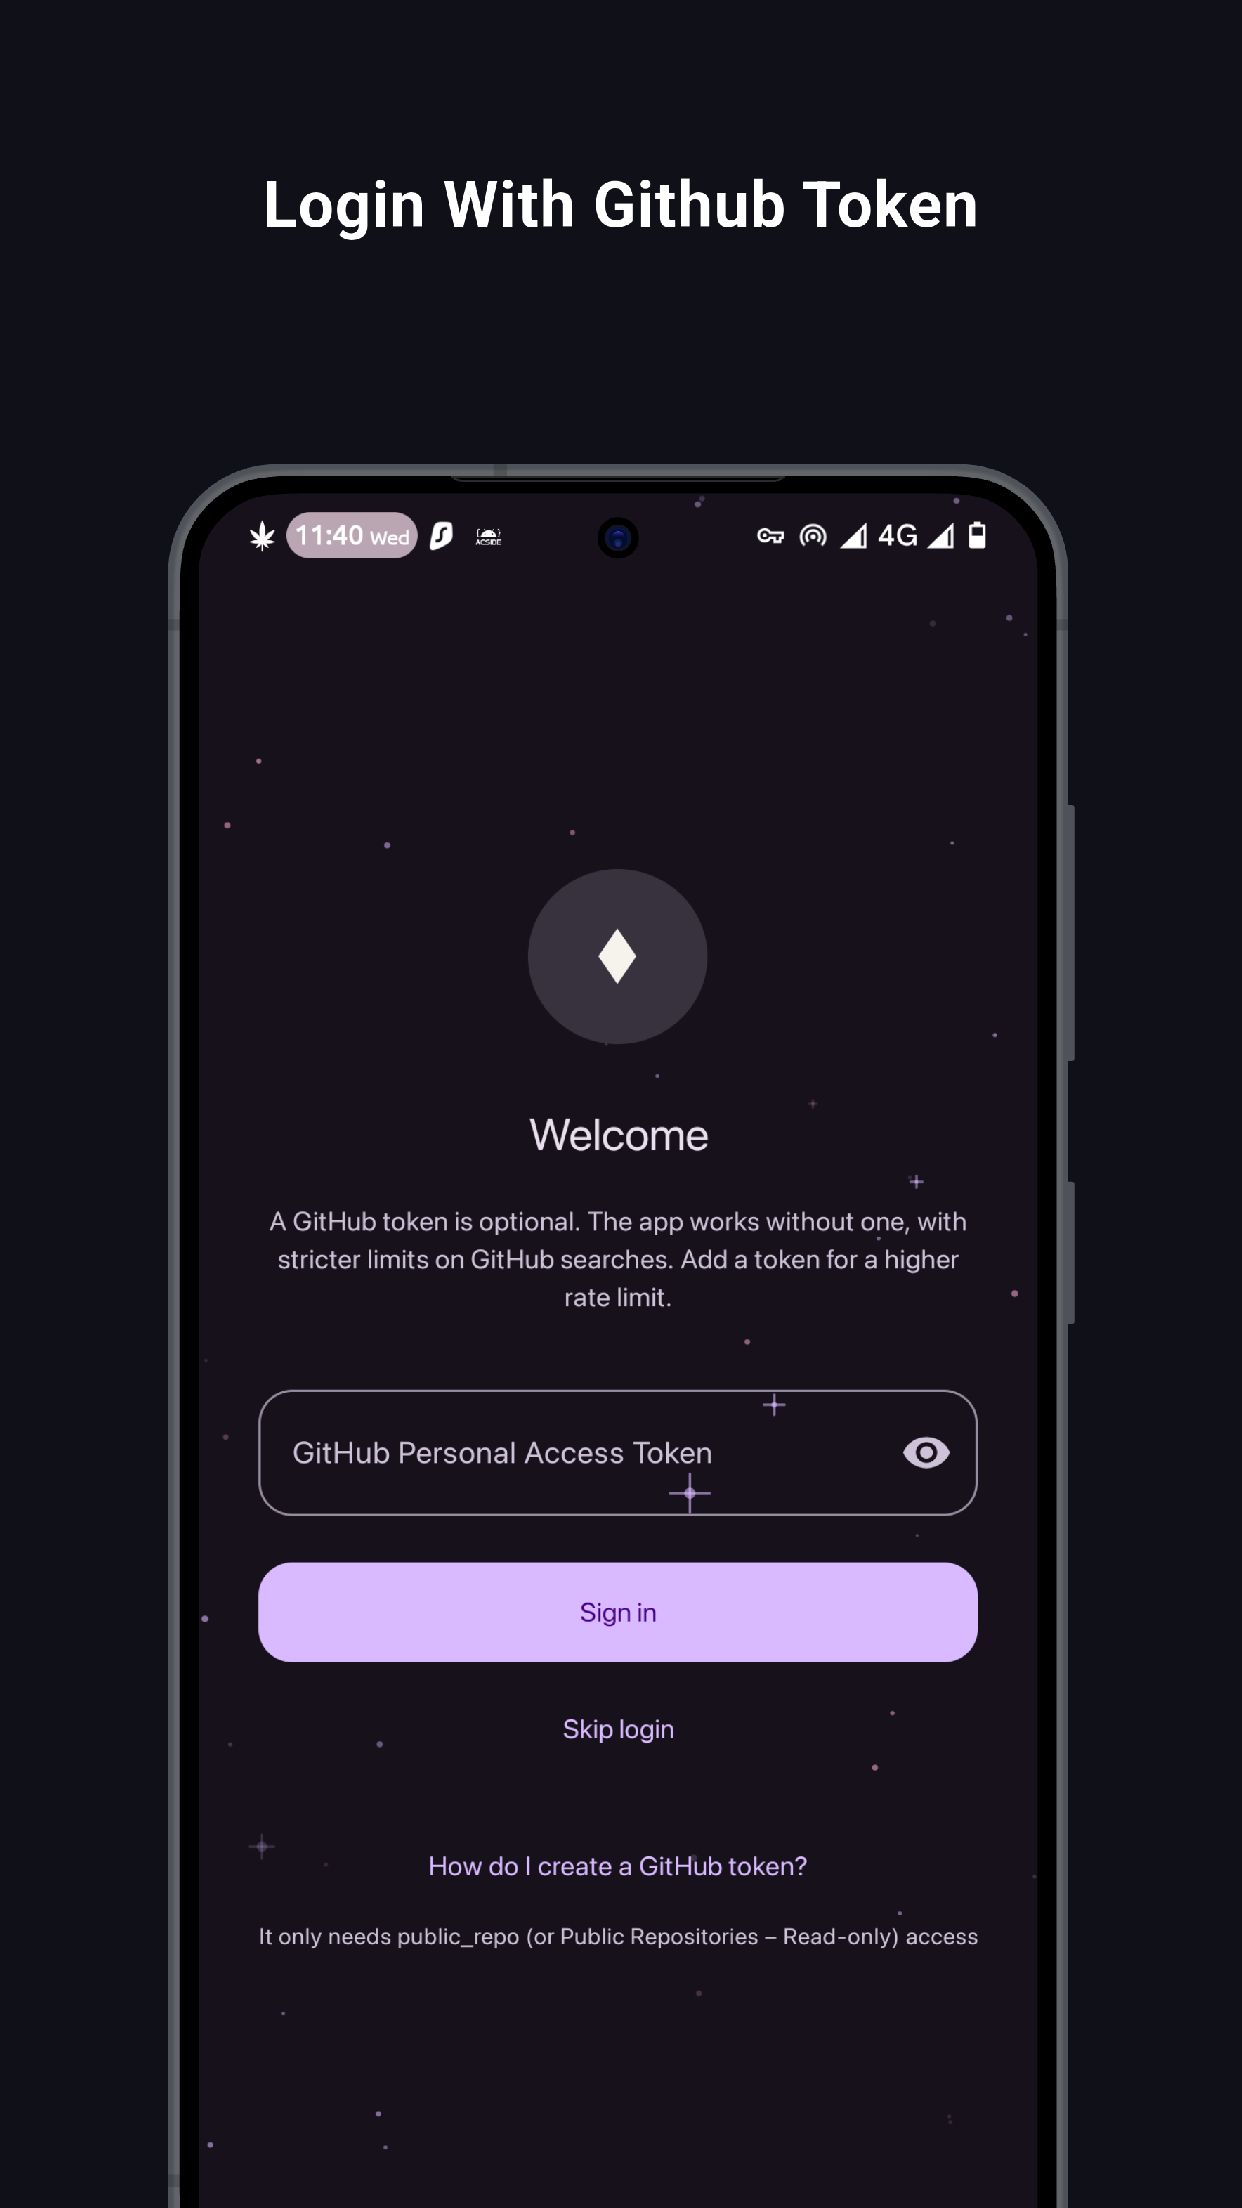 Login With Github Token
11:40 Wed
ACSIDE
4G
Welcome
A GitHub token is optional. The app works without one, with
stricter limits on GitHub searches. Add a token for a higher
rate limit.
GitHub Personal Access Token
Sign in
Skip login
How do I create a GitHub token?
It only needs public_repo (or Public Repositories – Read-only) access